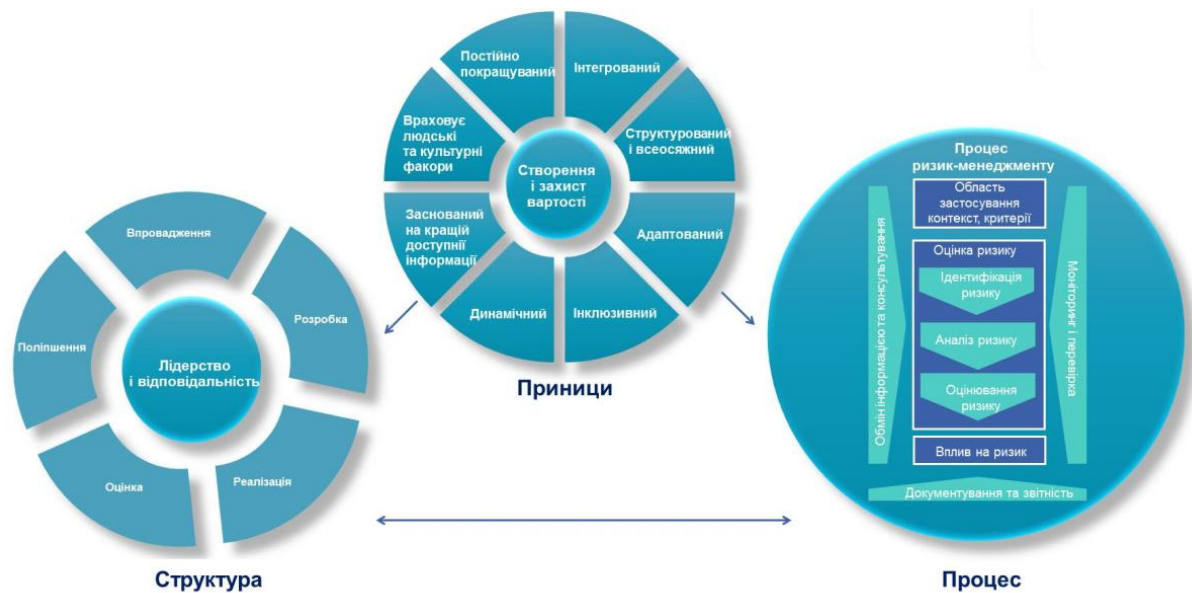 Постійно
покращуваний
Інтегрований
Структурований
і всеосяжний
Адаптований
Інклюзивний
Динамічний
Заснований
на кращій
доступнії
інформації
Враховує
людські
та культурні
факори
Створення
і захист
вартості
Приници
Впровадження
Розробка
Реалізація
Оцінка
Поліпшення
Лідерство
і відповідальність
Структура
Процес
ризик-менеджменту
Область
застосування
контекст, критерії
Оцінка ризику
Ідентифікація
ризику
Аналіз ризику
Оцінювання
ризику
Вплив на ризик
Обмін інформацією та консультування
Моніторинг і перевірка
Документування та звітність
Процес